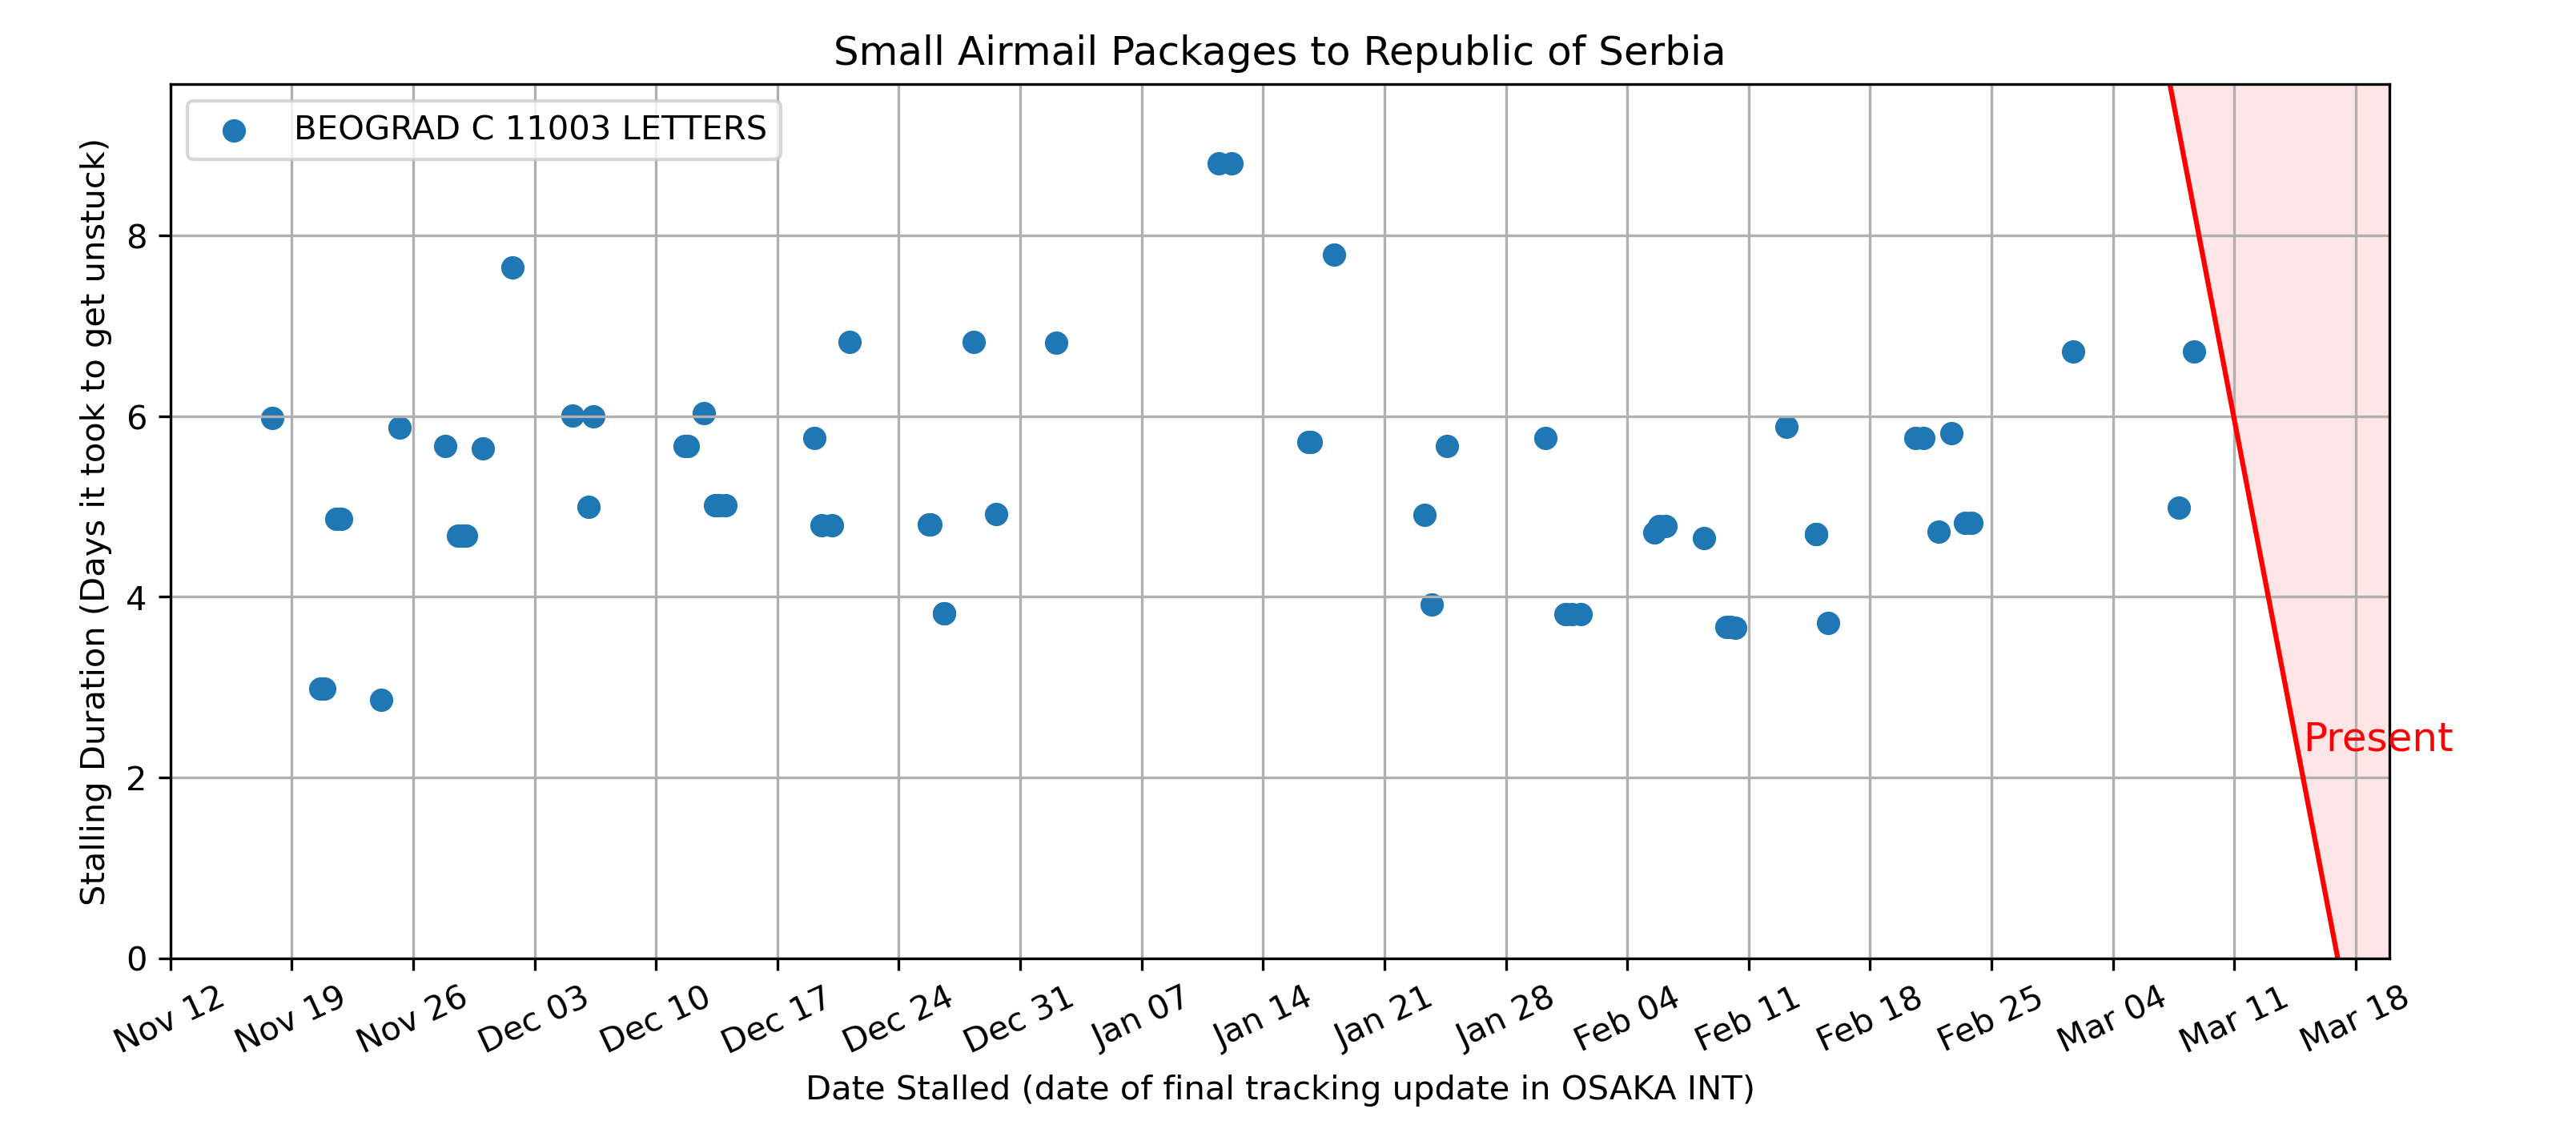 Small Airmail Packages to Republic of Serbia
BEOGRAD C 11003 LETTERS
Stalling Duration (Days it took to get unstuck)
8
6
4
2
0
Present
Nov 12
Nov 19
Nov 26
Dec 03
Dec 10
Dec 17
Dec 24
Dec 31
Jan 07
Jan 14
Jan 21
Jan 28
Feb 04
Feb 11
Feb 18
Feb 25
Mar 04
Mar 11
Mar 18
Date Stalled (date of final tracking update in OSAKA INT)